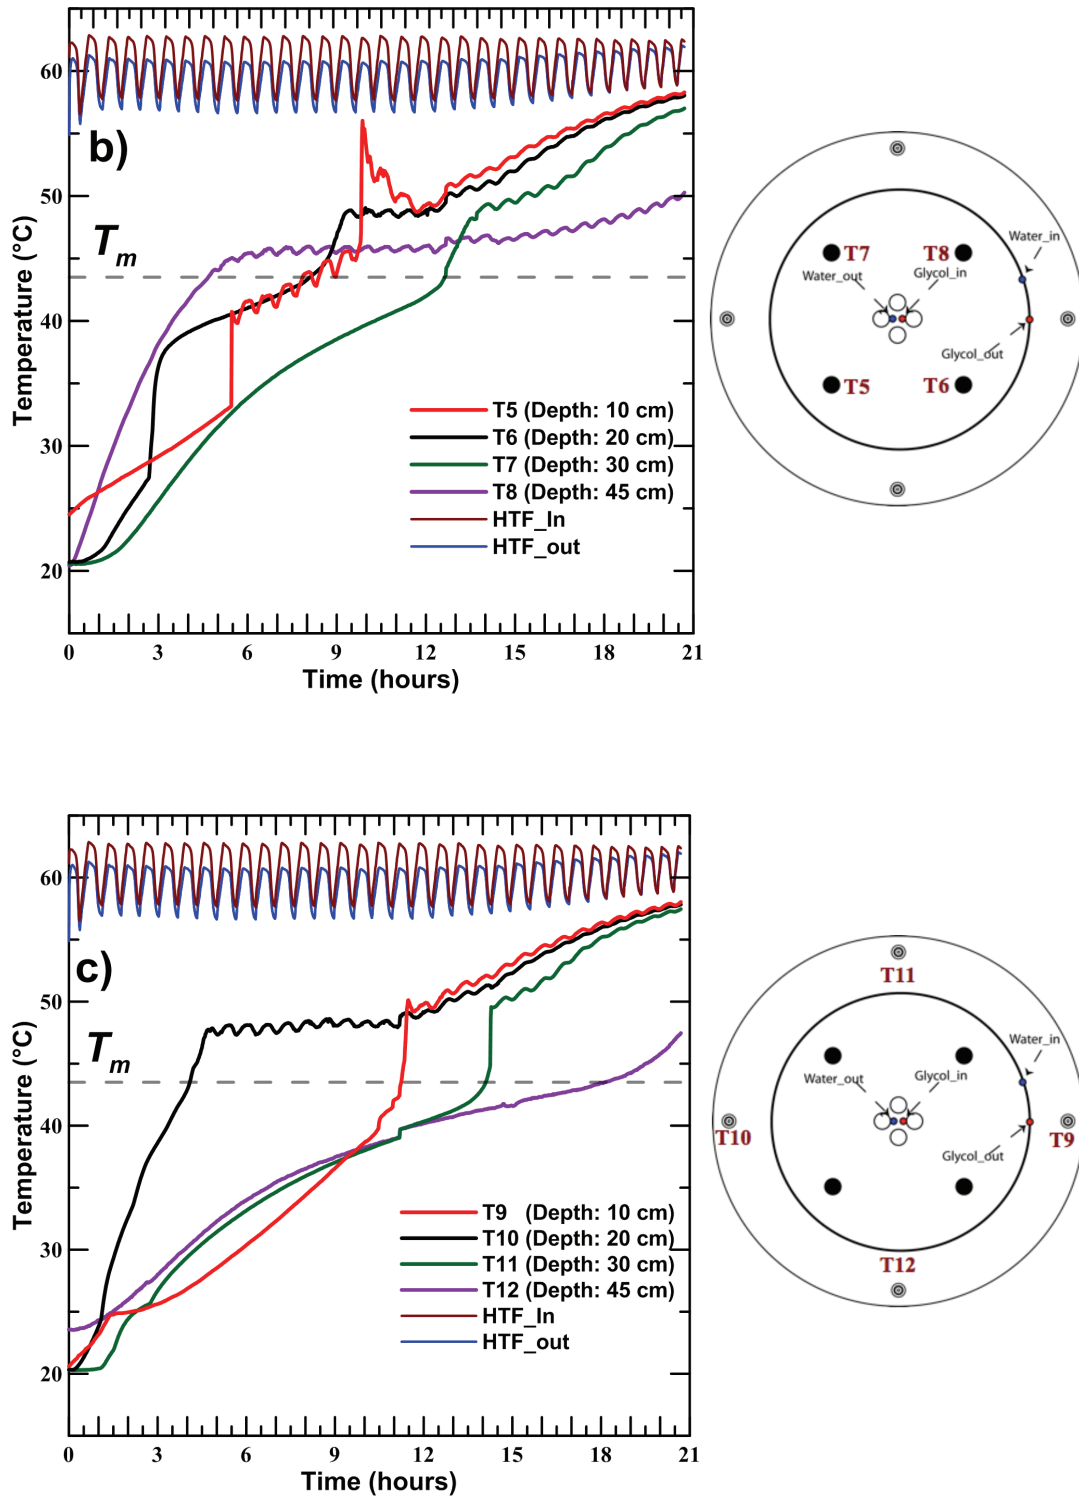 60
b)
50
Tm
Temperature (°C)
40
30
20
T5 (Depth: 10 cm)
T6 (Depth: 20 cm)
T7 (Depth: 30 cm)
T8 (Depth: 45 cm)
HTF_In
HTF_out
0 3 6 9 12 15 18 21
Time (hours)
T7
T8
Water_in
Water_out
Glycol_in
Glycol_out
T5
T6
60
c)
50
Tm
Temperature (°C)
40
30
20
T9 (Depth: 10 cm)
T10 (Depth: 20 cm)
T11 (Depth: 30 cm)
T12 (Depth: 45 cm)
HTF_In
HTF_out
0 3 6 9 12 15 18 21
Time (hours)
T11
Water_in
Water_out
Glycol_in
T10
T9
Glycol_out
T12